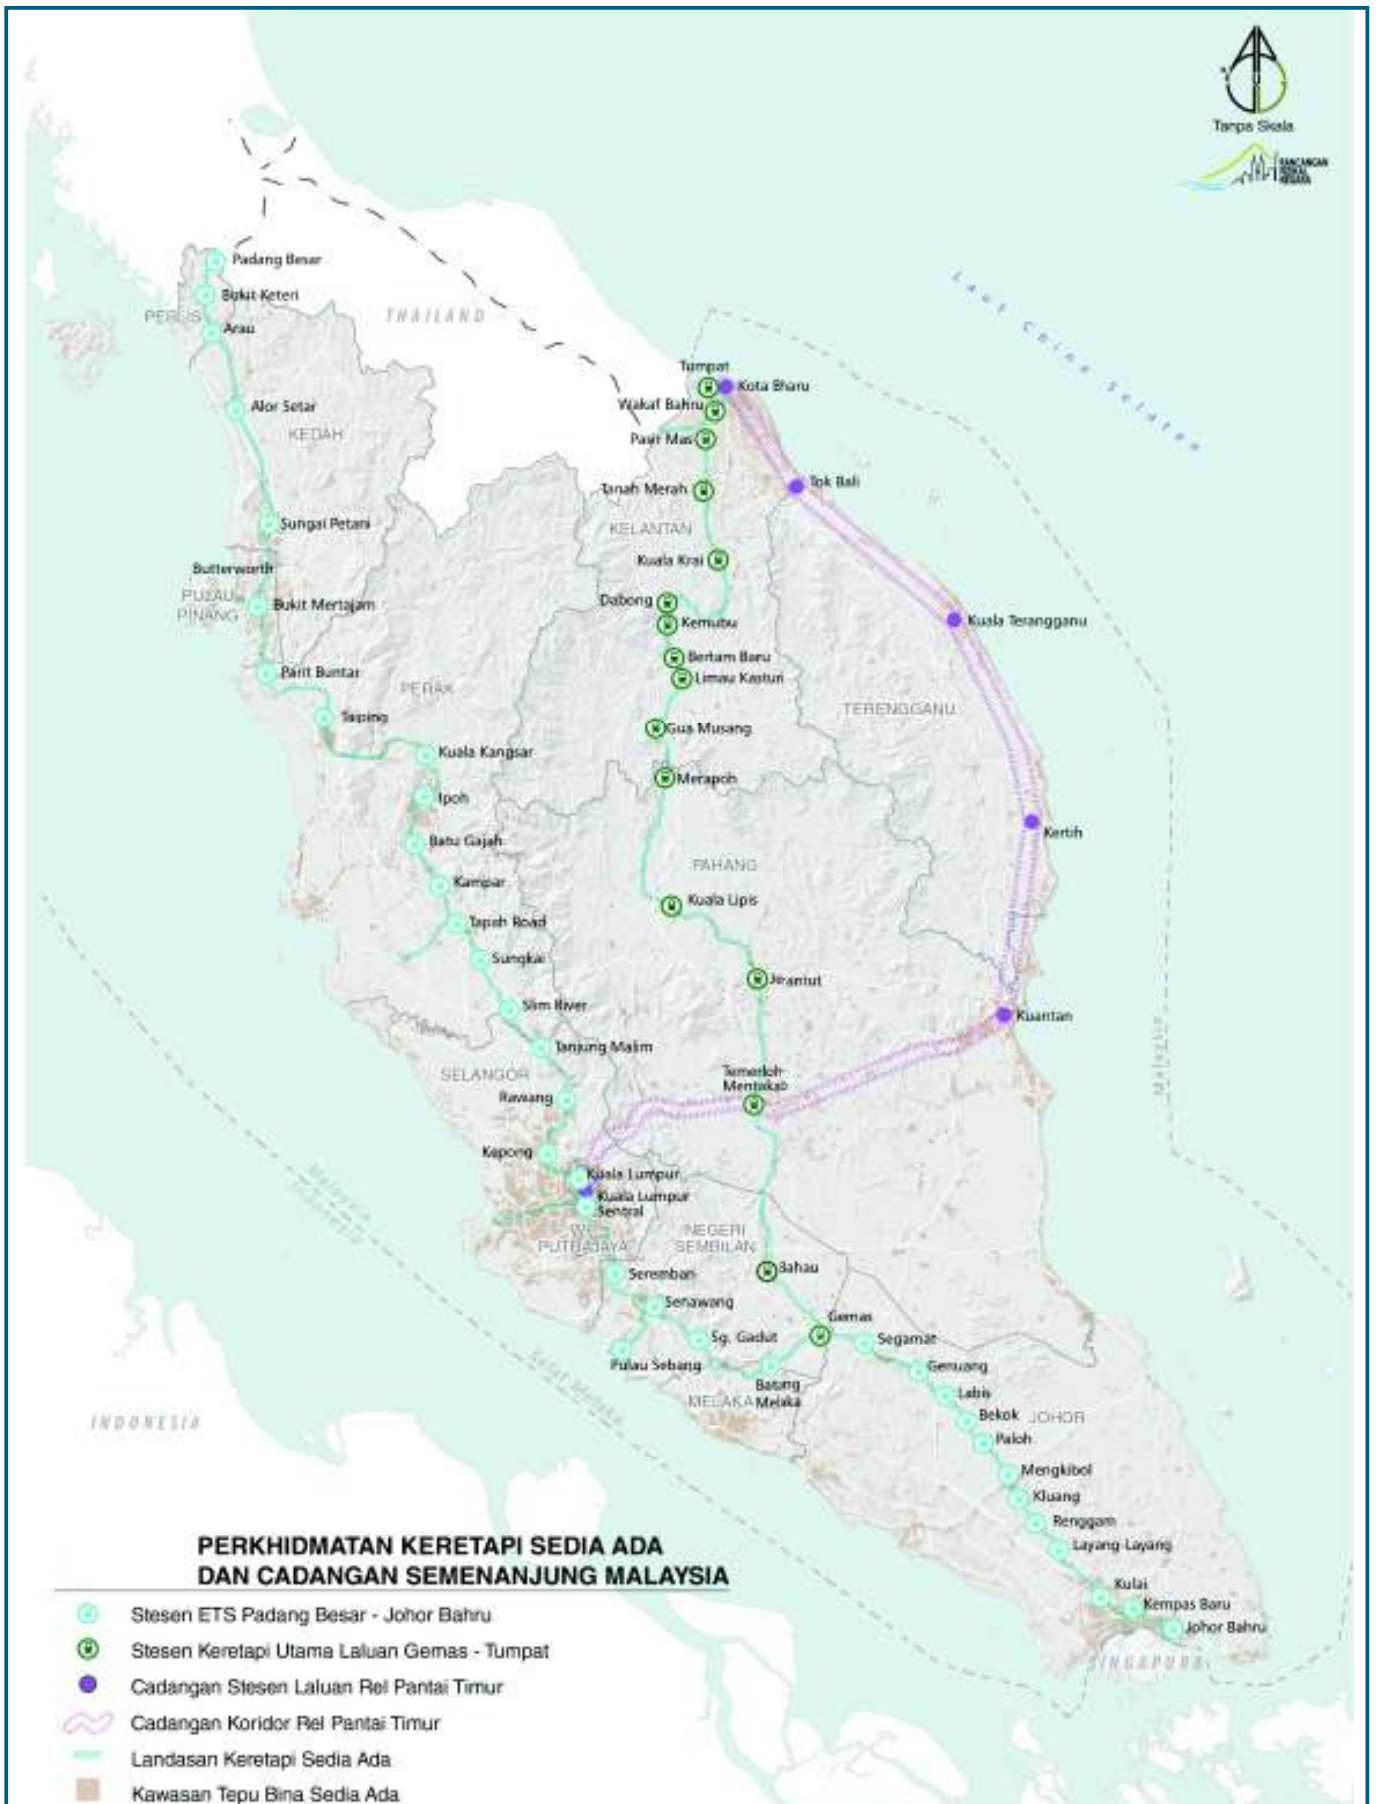 Tanpa Skala
RANCANGAN
FIZIKAL
NEGARA
Laut China Selatan
Padang Besar
Bukit Keteri
PERLIS
Arau
THAILAND
Tumpat
Kota Bharu
Wakaf Bahru
Pasir Mas
Alor Setar
KEDAH
Tanah Merah
Tok Bali
KELANTAN
Sungai Petani
Kuala Krai
Butterworth
PULAU
PINANG
Bukit Mertajam
Dabong
Kemubu
Kuala Terangganu
Bertam Baru
Limau Kasturi
Parit Buntar
PERAK
TERENGGANU
Taiping
Gua Musang
Kuala Kangsar
Merapoh
Ipoh
Kertih
Batu Gajah
PAHANG
Kampar
Kuala Lipis
Tapah Road
Sungkai
Jerantut
Slim River
Kuantan
Tanjung Malim
SELANGOR
Temerloh-
Mentakab
Malaysia
Rawang
Kepong
Kuala Lumpur
Kuala Lumpur
Sentral
Malaysia
WP
PUTRAJAYA
NEGERI
SEMBILAN
Seremban
Bahau
Senawang
Gemas
Sg. Gadut
Segamat
Pulau Sebang
Genuang
Batang
Melaka
MELAKA
Selat Melaka
Labis
INDONESIA
Bekok
JOHOR
Paloh
Mengkibol
Kluang
Renggam
Layang-Layang
Kulai
Kempas Baru
Johor Bahru
SINGAPURA
PERKHIDMATAN KERETAPI SEDIA ADA
DAN CADANGAN SEMENANJUNG MALAYSIA
Stesen ETS Padang Besar - Johor Bahru
Stesen Keretapi Utama Laluan Gemas - Tumpat
Cadangan Stesen Laluan Rel Pantai Timur
Cadangan Koridor Rel Pantai Timur
Landasan Keretapi Sedia Ada
Kawasan Tepu Bina Sedia Ada